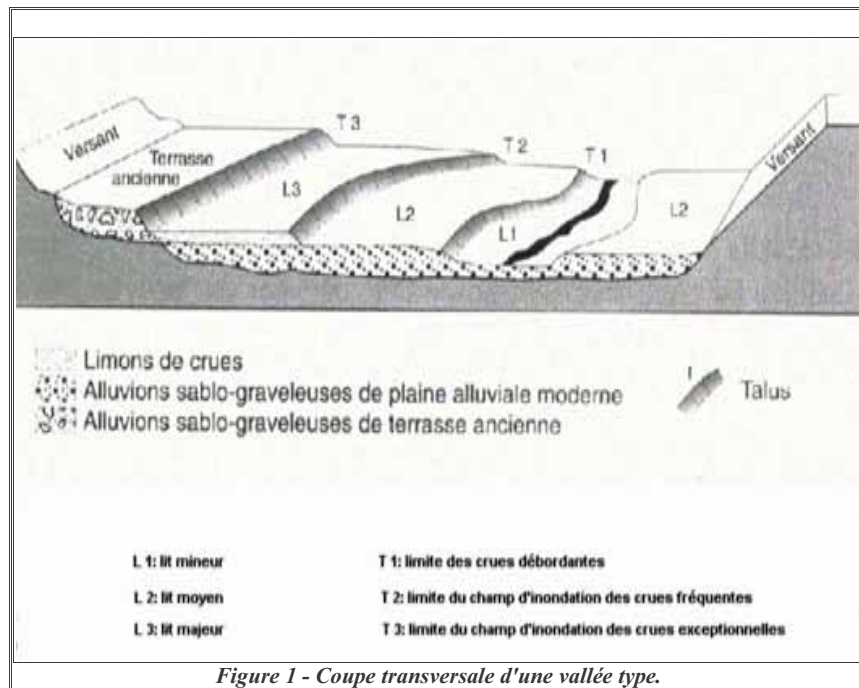 Versant
Terrasse
ancienne
T 3
L3
T 2
L2
T 1
L1
L2
Versant
Limons de crues
Alluvions sablo-graveleuses de plaine alluviale moderne
Alluvions sablo-graveleuses de terrasse ancienne
Talus
L 1: lit mineur
T 1: limite des crues débordantes
L 2: lit moyen
T 2: limite du champ d'inondation des crues fréquentes
L 3: lit majeur
T 3: limite du champ d'inondation des crues exceptionnelles
Figure 1 - Coupe transversale d'une vallée type.